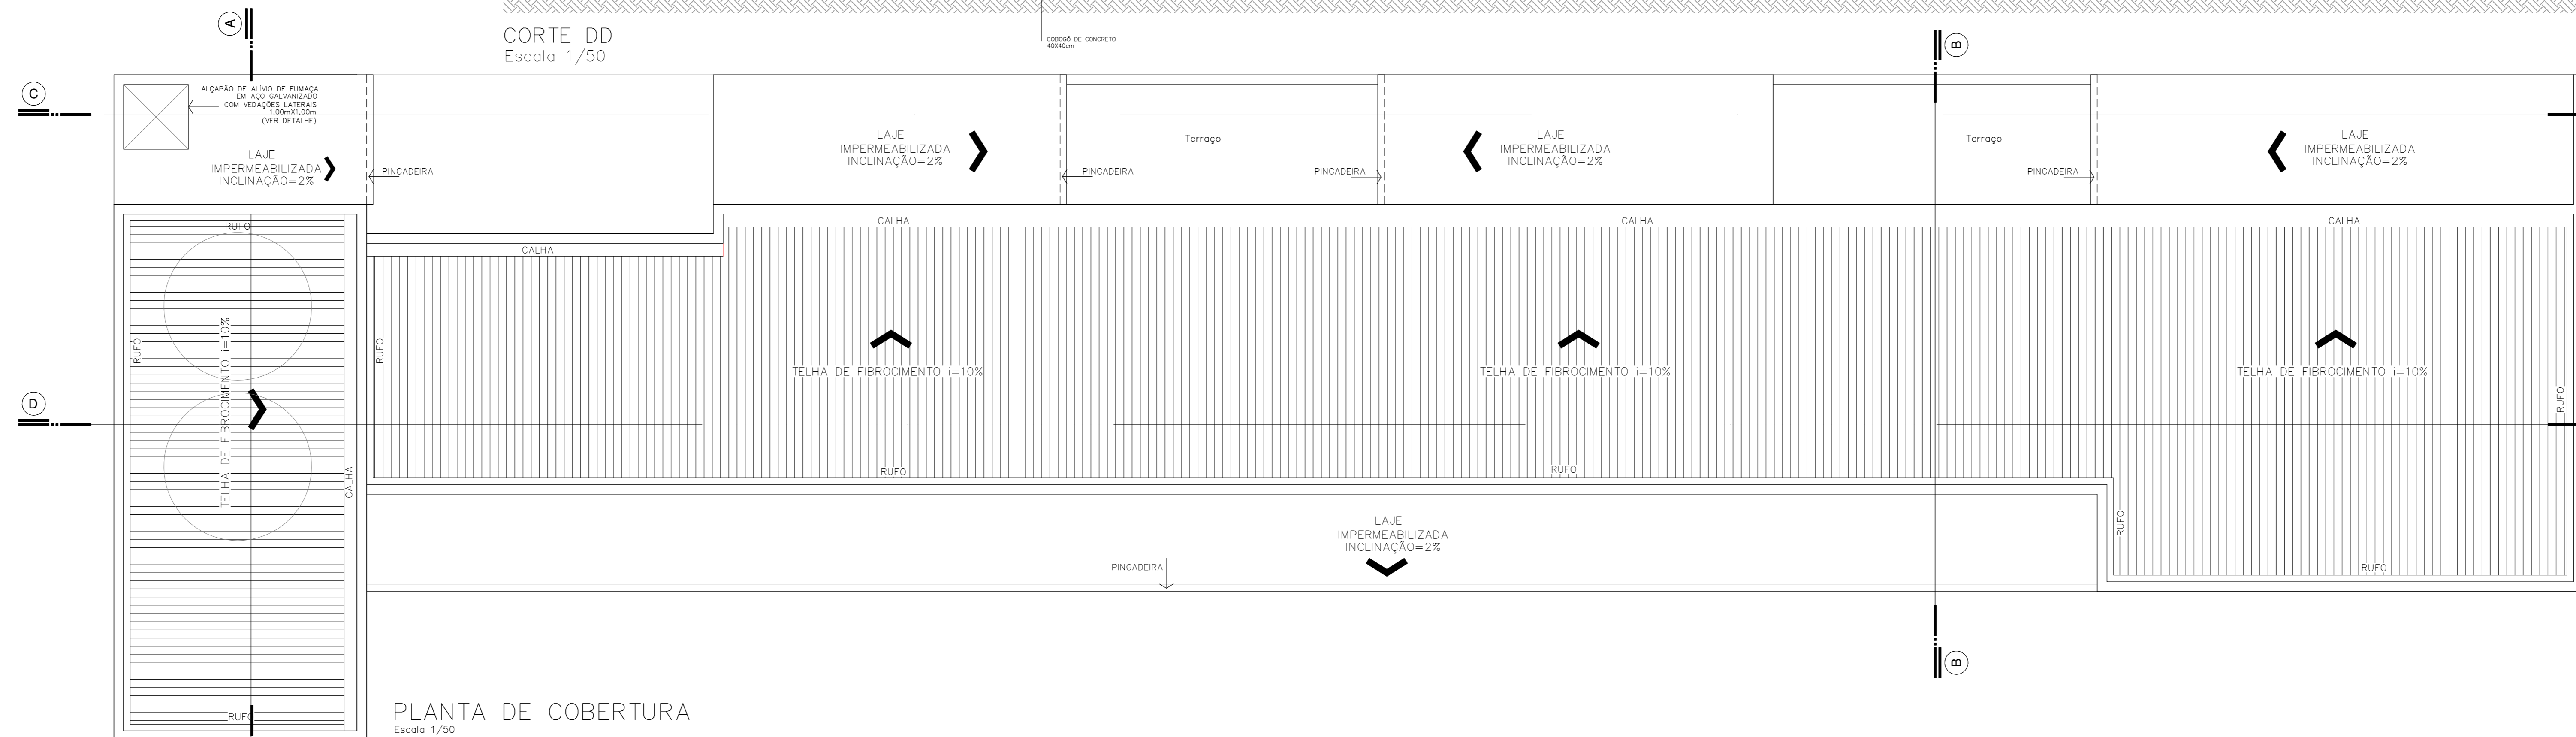 A
CORTE DD
Escala 1/50
COBOGÓ DE CONCRETO
40X40cm
B
C
ALÇAPÃO DE ALÍVIO DE FUMAÇA
EM AÇO GALVANIZADO
COM VEDAÇÕES LATERAIS
1,00mX1,00m
(VER DETALHE)
LAJE
IMPERMEABILIZADA
INCLINAÇÃO=2%
PINGADEIRA
LAJE
IMPERMEABILIZADA
INCLINAÇÃO=2%
PINGADEIRA
Terraço
PINGADEIRA
LAJE
IMPERMEABILIZADA
INCLINAÇÃO=2%
Terraço
PINGADEIRA
LAJE
IMPERMEABILIZADA
INCLINAÇÃO=2%
RUFO
CALHA
CALHA
CALHA
CALHA
RUFO
TELHA DE FIBROCIMENTO i=10%
RUFO
TELHA DE FIBROCIMENTO i=10%
TELHA DE FIBROCIMENTO i=10%
TELHA DE FIBROCIMENTO i=10%
RUFO
D
CALHA
RUFO
RUFO
RUFO
LAJE
IMPERMEABILIZADA
INCLINAÇÃO=2%
PINGADEIRA
RUFO
B
RUFO
PLANTA DE COBERTURA
Escala 1/50